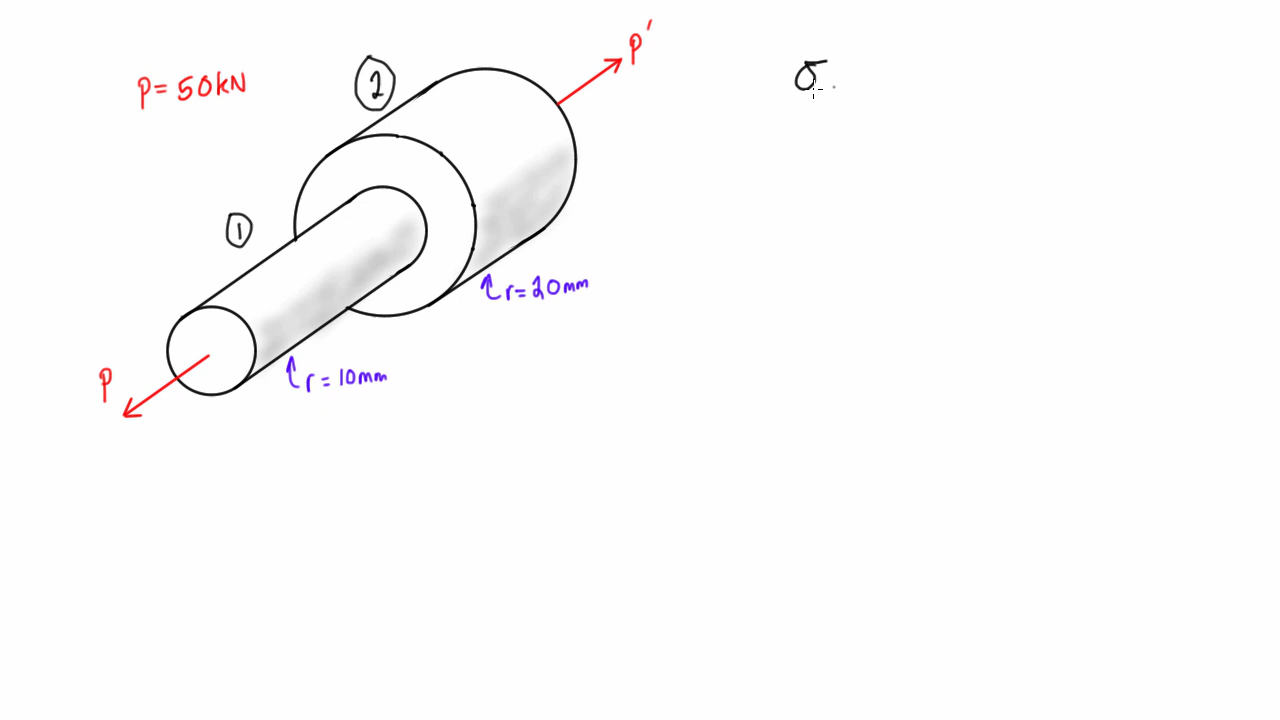 P'
P = 50kN
2
σ
1
r = 20mm
r = 10mm
P